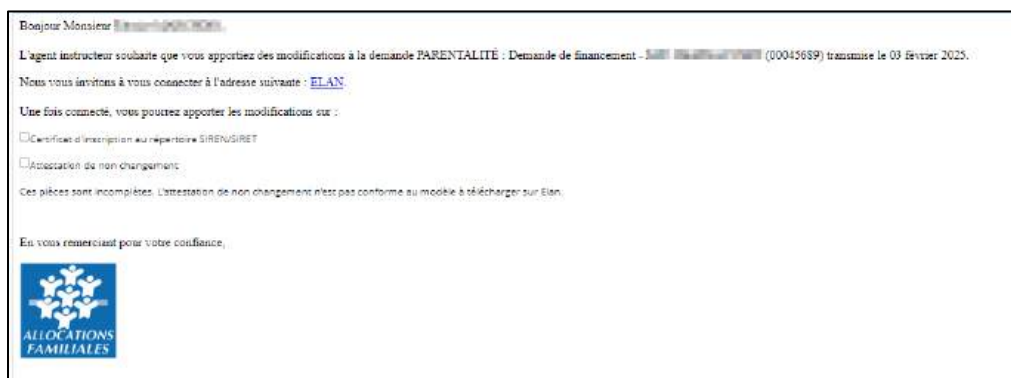 Bonjour Monsieur
L'agent instructeur souhaite que vous apportiez des modifications à la demande PARENTALITÉ : Demande de financement - (00045689) transmise le 03 février 2025.
Nous vous invitons à vous connecter à l'adresse suivante : ELAN.
Une fois connecté, vous pourrez apporter les modifications sur :
Certificat d'inscription au répertoire SIREN/SIRET
Attestation de non changement
Ces pièces sont incomplètes. L'attestation de non changement n'est pas conforme au modèle à télécharger sur Elan.
En vous remerciant pour votre confiance,
ALLOCATIONS
FAMILIALES